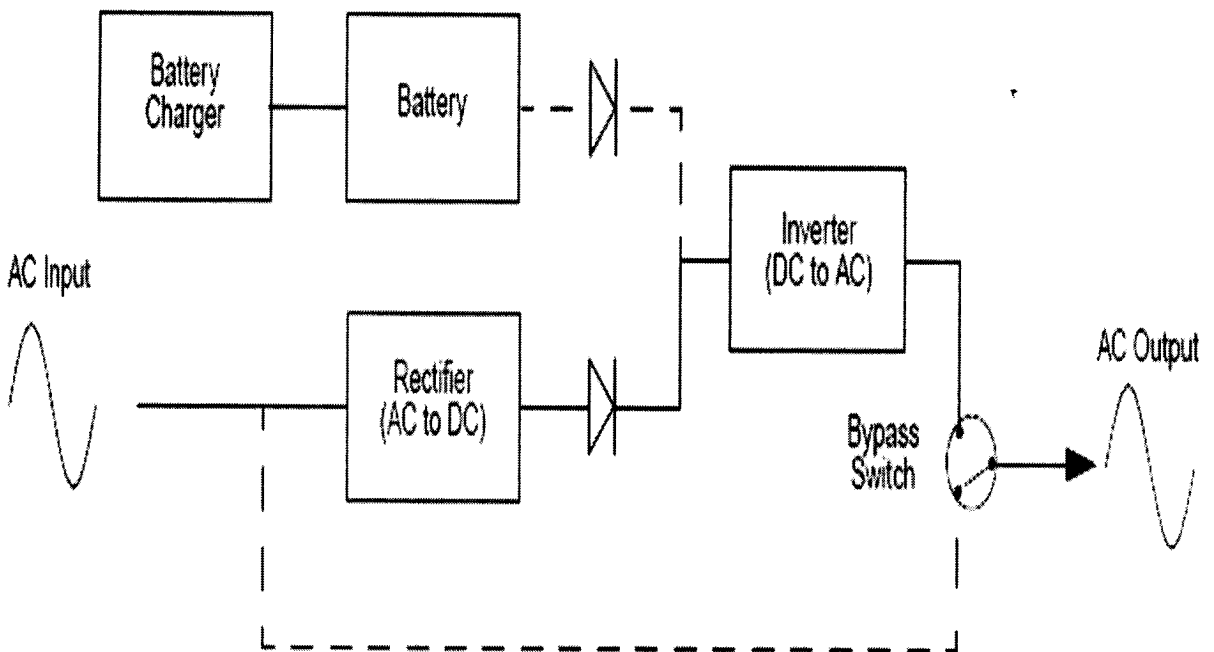 Battery
Charger
Battery
Inverter
(DC to AC)
AC Input
Rectifier
(AC to DC)
AC Output
Bypass
Switch